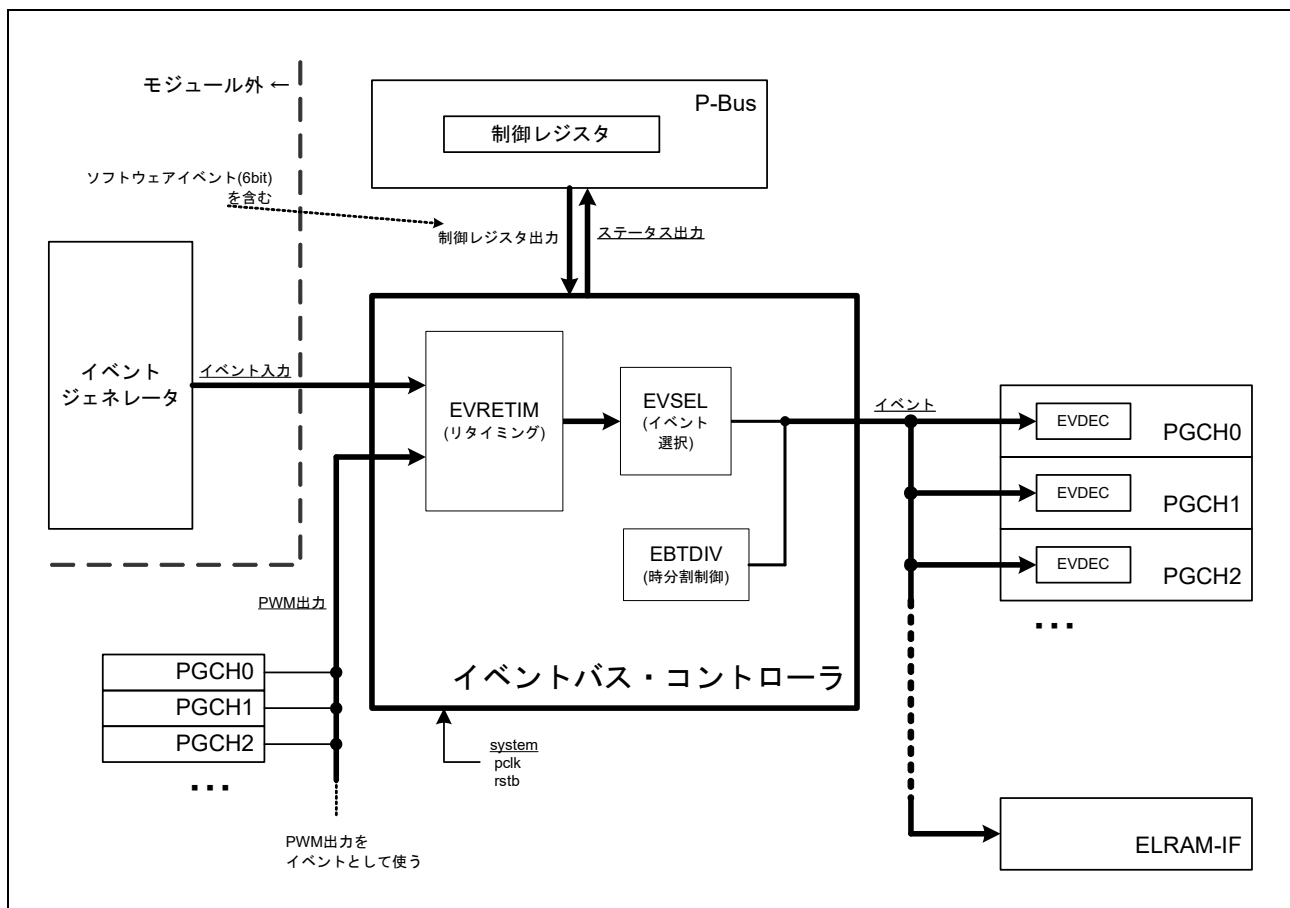 モジュール外 ←
P-Bus
制御レジスタ
ソフトウェアイベント(6bit)
を含む
制御レジスタ出力
ステータス出力
イベント
ジェネレータ
イベント入力
EVRETIM
(リタイミング)
EVSEL
(イベント
選択)
EBTDIV
(時分割制御)
イベントバス・コントローラ
イベント
EVDEC
PGCH0
EVDEC
PGCH1
EVDEC
PGCH2
...
ELRAM-IF
PWM出力
PGCH0
PGCH1
PGCH2
...
PWM出力を
イベントとして使う
system
pclk
rstb